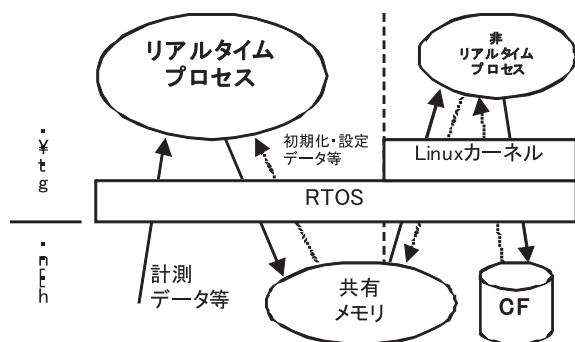 リアルタイム
プロセス
非
リアルタイム
プロセス
初期化・設定
データ等
Linuxカーネル
RTOS
計測
データ等
共有
メモリ
CF